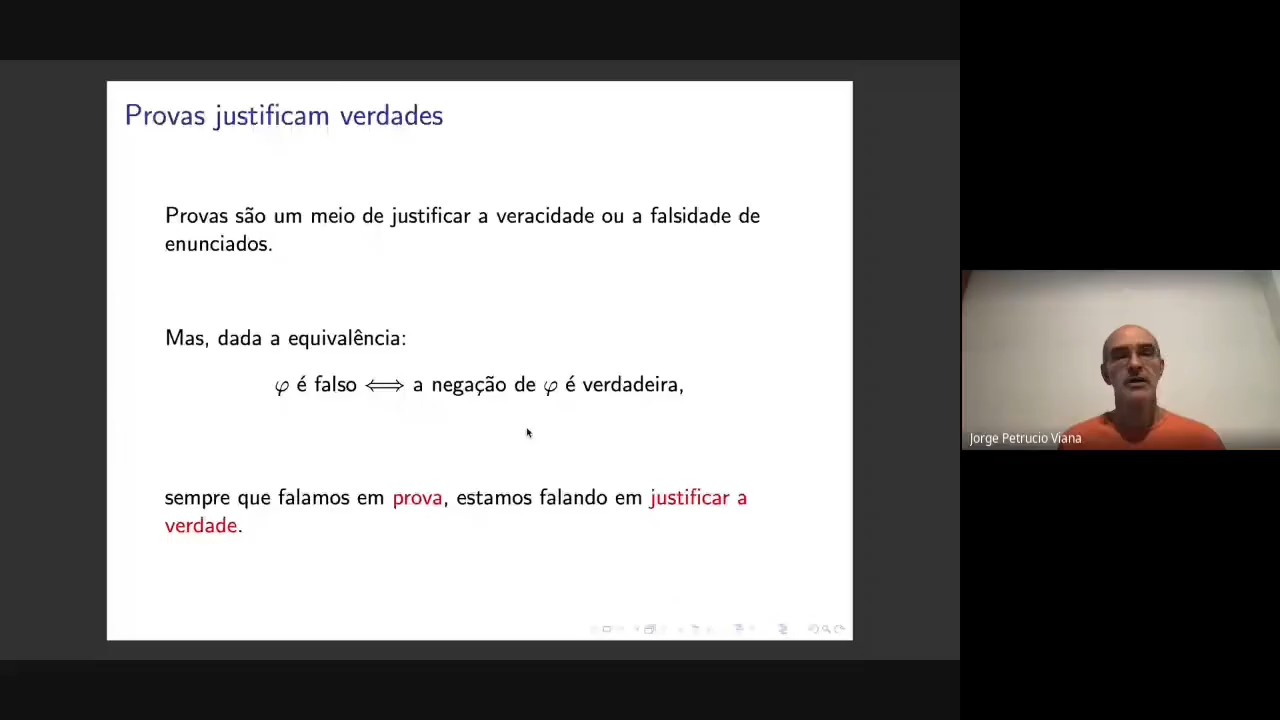 Provas justificam verdades
Provas são um meio de justificar a veracidade ou a falsidade de
enunciados.
Mas, dada a equivalência:
φ é falso ⟺ a negação de φ é verdadeira,
sempre que falamos em prova, estamos falando em justificar a
verdade.
Jorge Petrucio Viana